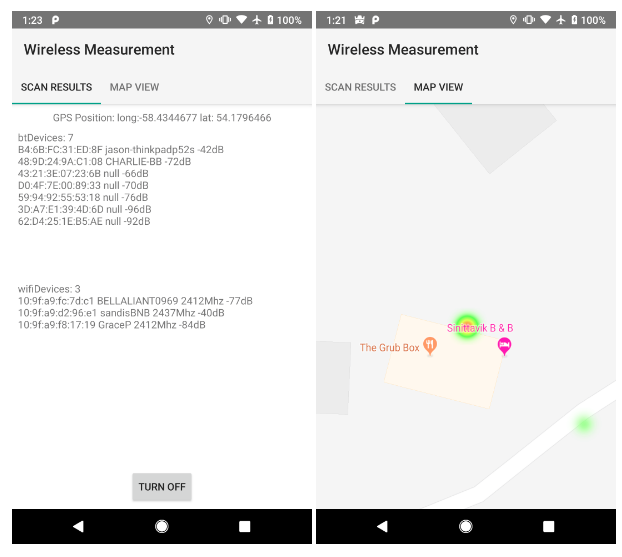 1:23
100%
Wireless Measurement
SCAN RESULTS MAP VIEW
GPS Position: long:-58.4344677 lat: 54.1796466
btDevices: 7
B4:6B:FC:31:ED:8F jason-thinkpadp52s -42dB
48:9D:24:9A:C1:08 CHARLIE-BB -72dB
43:21:3E:07:23:6B null -66dB
D0:4F:7E:00:89:33 null -70dB
59:94:92:55:53:18 null -76dB
3D:A7:E1:39:4D:6D null -96dB
62:D4:25:1E:B5:AE null -92dB
wifiDevices: 3
10:9f:a9:fc:7d:c1 BELLALIANT0969 2412Mhz -77dB
10:9f:a9:d2:96:e1 sandisBNB 2437Mhz -40dB
10:9f:a9:f8:17:19 GraceP 2412Mhz -84dB
TURN OFF
1:21
100%
Wireless Measurement
SCAN RESULTS MAP VIEW
Sinittavik B & B
The Grub Box